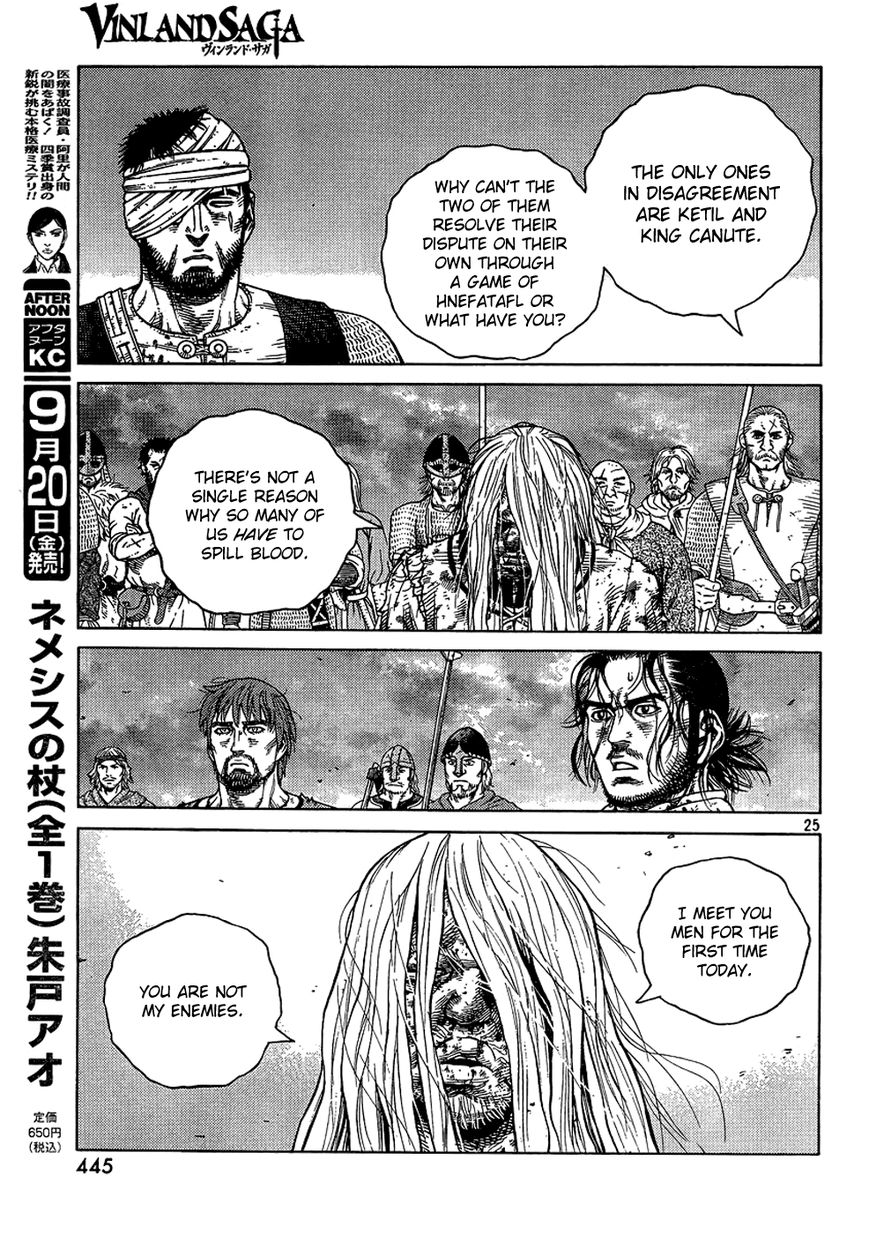 VINLAND SAGA
ヴィンランド・サガ
医療事故調査員・阿里が人間
の闇をあばく! 四季賞出身の
新鋭が挑む本格医療ミステリ!!
AFTER
NOON
アフタ
ヌーン
KC
9月20日(金)発売!
ネメシスの杖(全1巻) 朱戸アオ
定価
650円
(税込)
THE ONLY ONES
IN DISAGREEMENT
ARE KETIL AND
KING CANUTE.
WHY CAN'T THE
TWO OF THEM
RESOLVE THEIR
DISPUTE ON THEIR
OWN THROUGH
A GAME OF
HNEFATAFL OR
WHAT HAVE YOU?
THERE'S NOT A
SINGLE REASON
WHY SO MANY OF
US HAVE TO
SPILL BLOOD.
25
I MEET YOU
MEN FOR THE
FIRST TIME
TODAY.
YOU ARE NOT
MY ENEMIES.
445